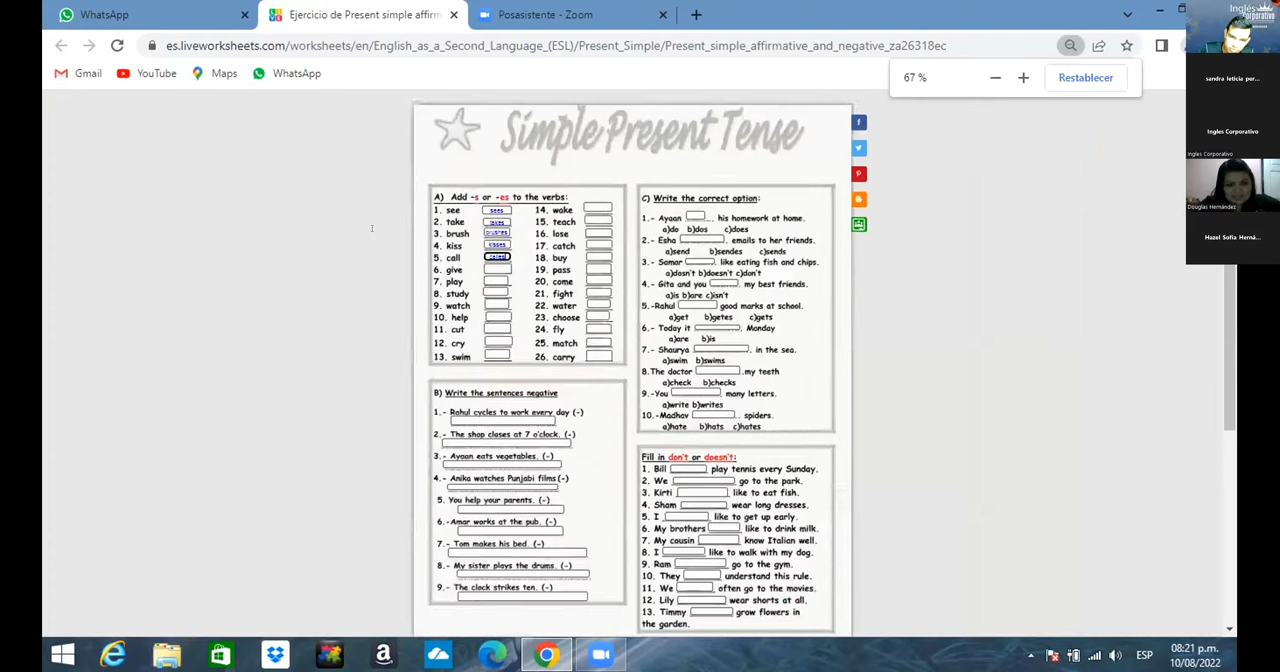 WhatsApp
Ejercicio de Present simple affirm
Posasistente - Zoom
es.liveworksheets.com/worksheets/en/English_as_a_Second_Language_(ESL)/Present_Simple/Present_simple_affirmative_and_negative_za26318ec
Gmail
YouTube
Maps
WhatsApp
67 %
Restablecer
Inglés
Corporativo
sandra leticia per...
Ingles Corporativo
Ingles Corporativo
Douglas Hernández
Hazel Sofia Herná...
Simple Present Tense
A) Add -s or -es to the verbs:
1. see sees
2. take takes
3. brush brushes
4. kiss kisses
5. call
6. give
7. play
8. study
9. watch
10. help
11. cut
12. cry
13. swim
14. wake
15. teach
16. lose
17. catch
18. buy
19. pass
20. come
21. fight
22. water
23. choose
24. fly
25. match
26. carry
B) Write the sentences negative
1.- Rahul cycles to work every day (-)
2.- The shop closes at 7 o'clock. (-)
3.- Ayaan eats vegetables. (-)
4.- Anika watches Punjabi films (-)
5. You help your parents. (-)
6.-Amar works at the pub. (-)
7.- Tom makes his bed. (-)
8.- My sister plays the drums. (-)
9.- The clock strikes ten. (-)
C) Write the correct option:
1.- Ayaan his homework at home.
a)do b)dos c)does
2.- Esha emails to her friends.
a)send b)sendes c)sends
3.- Samar like eating fish and chips.
a)dosn't b)doesn't c)don't
4.- Gita and you my best friends.
a)is b)are c)isn't
5.-Rahul good marks at school.
a)get b)getes c)gets
6.- Today it Monday
a)are b)is
7.- Shaurya in the sea.
a)swim b)swims
8.The doctor my teeth
a)check b)checks
9.-You many letters.
a)write b)writes
10.-Madhav spiders.
a)hate b)hats c)hates
Fill in don't or doesn't:
1. Bill play tennis every Sunday.
2. We go to the park.
3. Kirti like to eat fish.
4. Sham wear long dresses.
5. I like to get up early.
6. My brothers like to drink milk.
7. My cousin know Italian well.
8. I like to walk with my dog.
9. Ram go to the gym.
10. They understand this rule.
11. We often go to the movies.
12. Lily wear shorts at all.
13. Timmy grow flowers in
the garden.
ESP
08:21 p.m.
10/08/2022